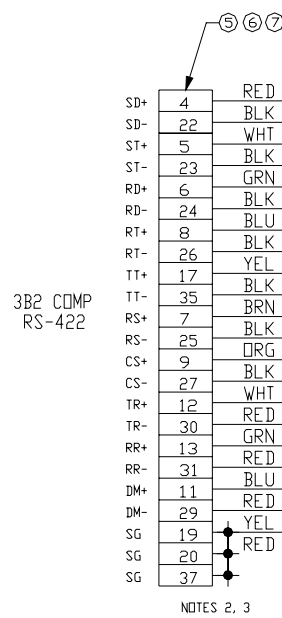 5 6 7
SD+ 4 RED
SD- 22 BLK
ST+ 5 WHT
ST- 23 BLK
RD+ 6 GRN
RD- 24 BLK
RT+ 8 BLU
RT- 26 BLK
TT+ 17 YEL
TT- 35 BLK
RS+ 7 BRN
RS- 25 BLK
CS+ 9 ORG
CS- 27 BLK
TR+ 12 WHT
TR- 30 RED
RR+ 13 GRN
RR- 31 RED
DM+ 11 BLU
DM- 29 RED
SG 19 YEL
SG 20 RED
SG 37
3B2 COMP
RS-422
NOTES 2, 3